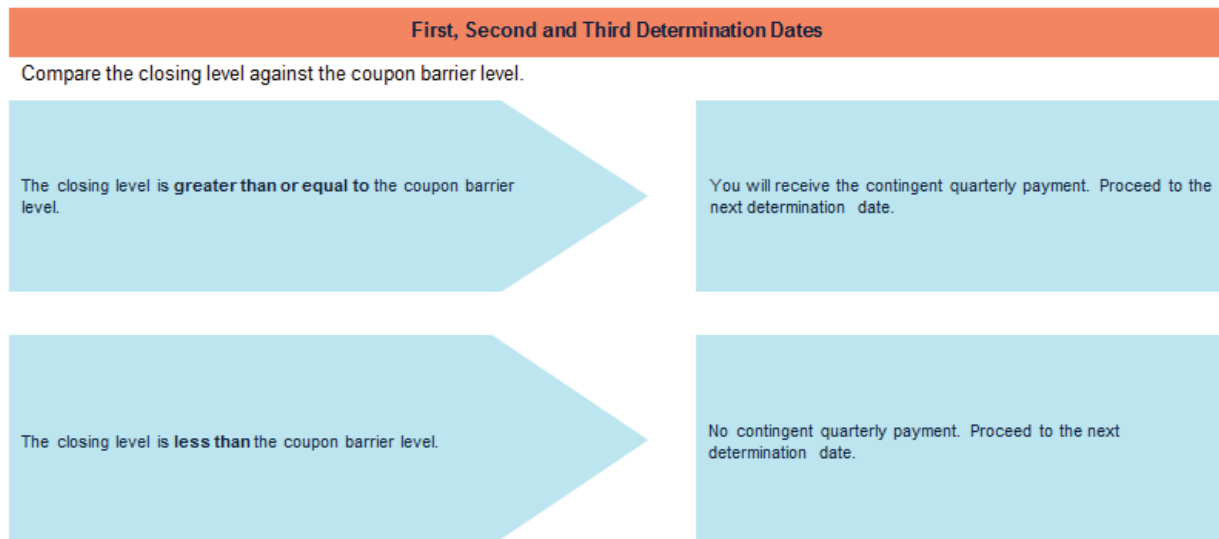 First, Second and Third Determination Dates
Compare the closing level against the coupon barrier level.
The closing level is greater than or equal to the coupon barrier
level.
You will receive the contingent quarterly payment. Proceed to the
next determination date.
The closing level is less than the coupon barrier level.
No contingent quarterly payment. Proceed to the next
determination date.